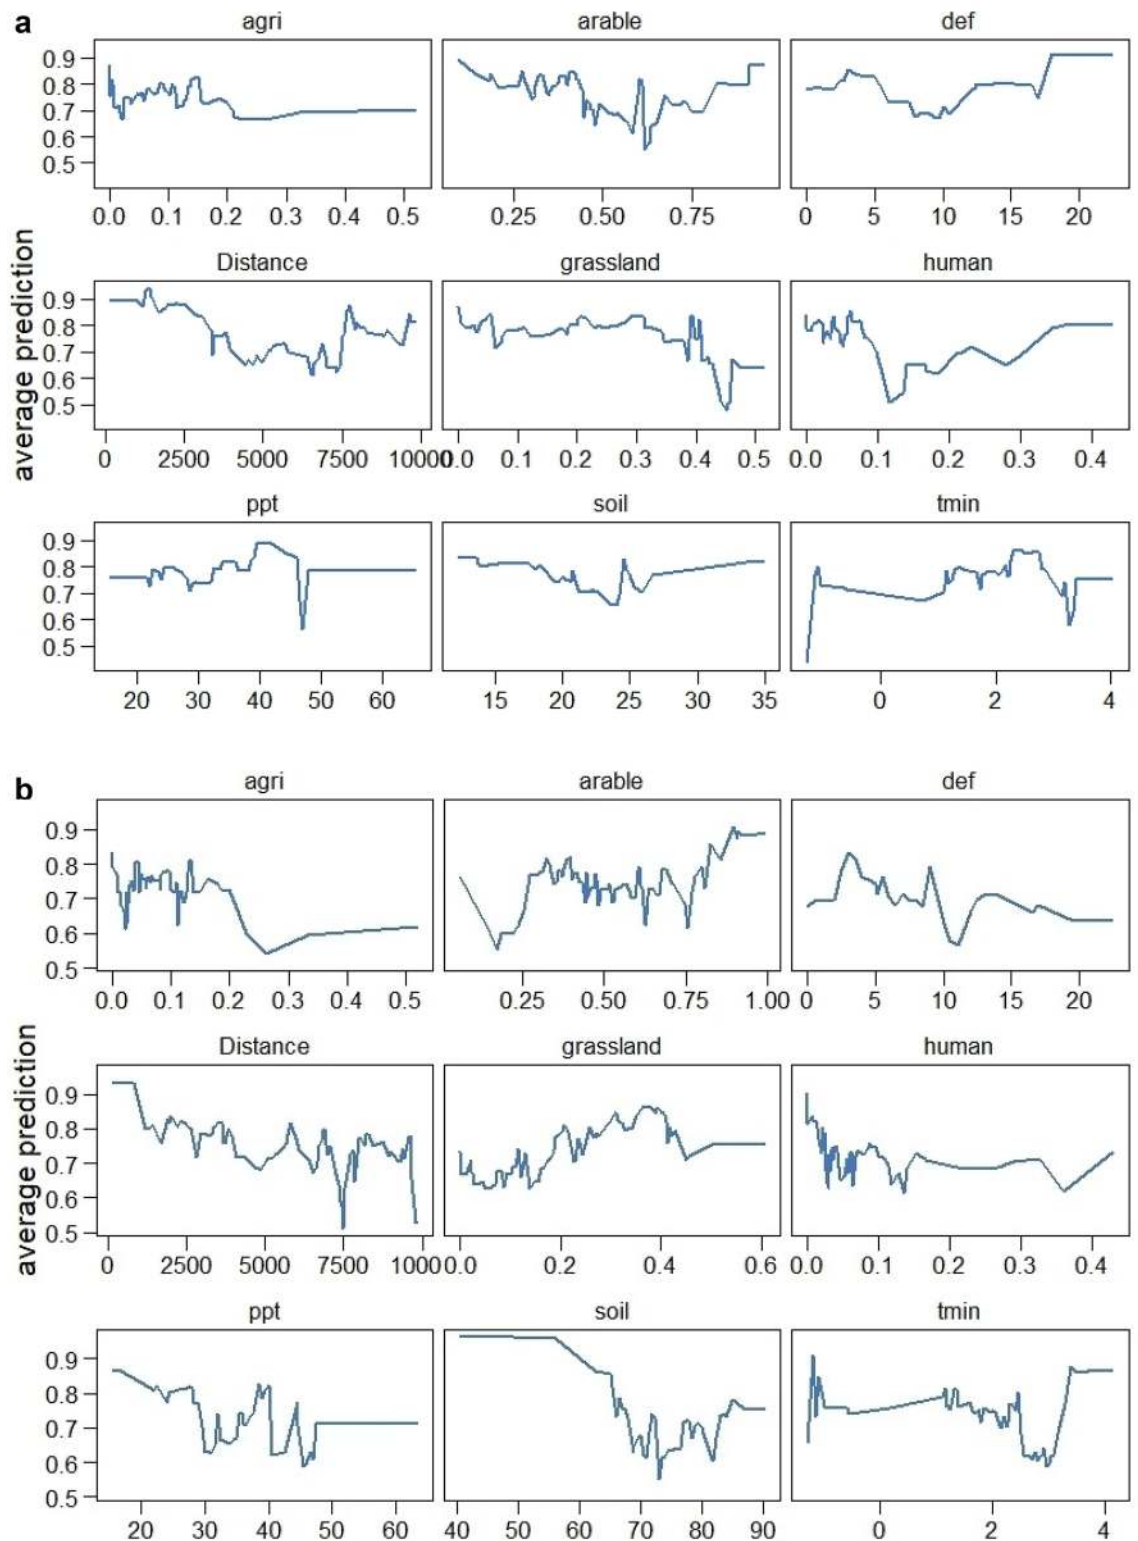 a
agri arable def
0.9
0.8
0.7
0.6
0.5
0.0 0.1 0.2 0.3 0.4 0.5 0.25 0.50 0.75 0 5 10 15 20
Distance grassland human
average prediction
0.9
0.8
0.7
0.6
0.5
0 2500 5000 7500 10000 0.0 0.1 0.2 0.3 0.4 0.5 0.0 0.1 0.2 0.3 0.4
ppt soil tmin
0.9
0.8
0.7
0.6
0.5
20 30 40 50 60 15 20 25 30 35 0 2 4
b
agri arable def
0.9
0.8
0.7
0.6
0.5
0.0 0.1 0.2 0.3 0.4 0.5 0.25 0.50 0.75 1.00 0 5 10 15 20
Distance grassland human
average prediction
0.9
0.8
0.7
0.6
0.5
0 2500 5000 7500 10000 0.0 0.2 0.4 0.6 0.0 0.1 0.2 0.3 0.4
ppt soil tmin
0.9
0.8
0.7
0.6
0.5
20 30 40 50 60 40 50 60 70 80 90 0 2 4